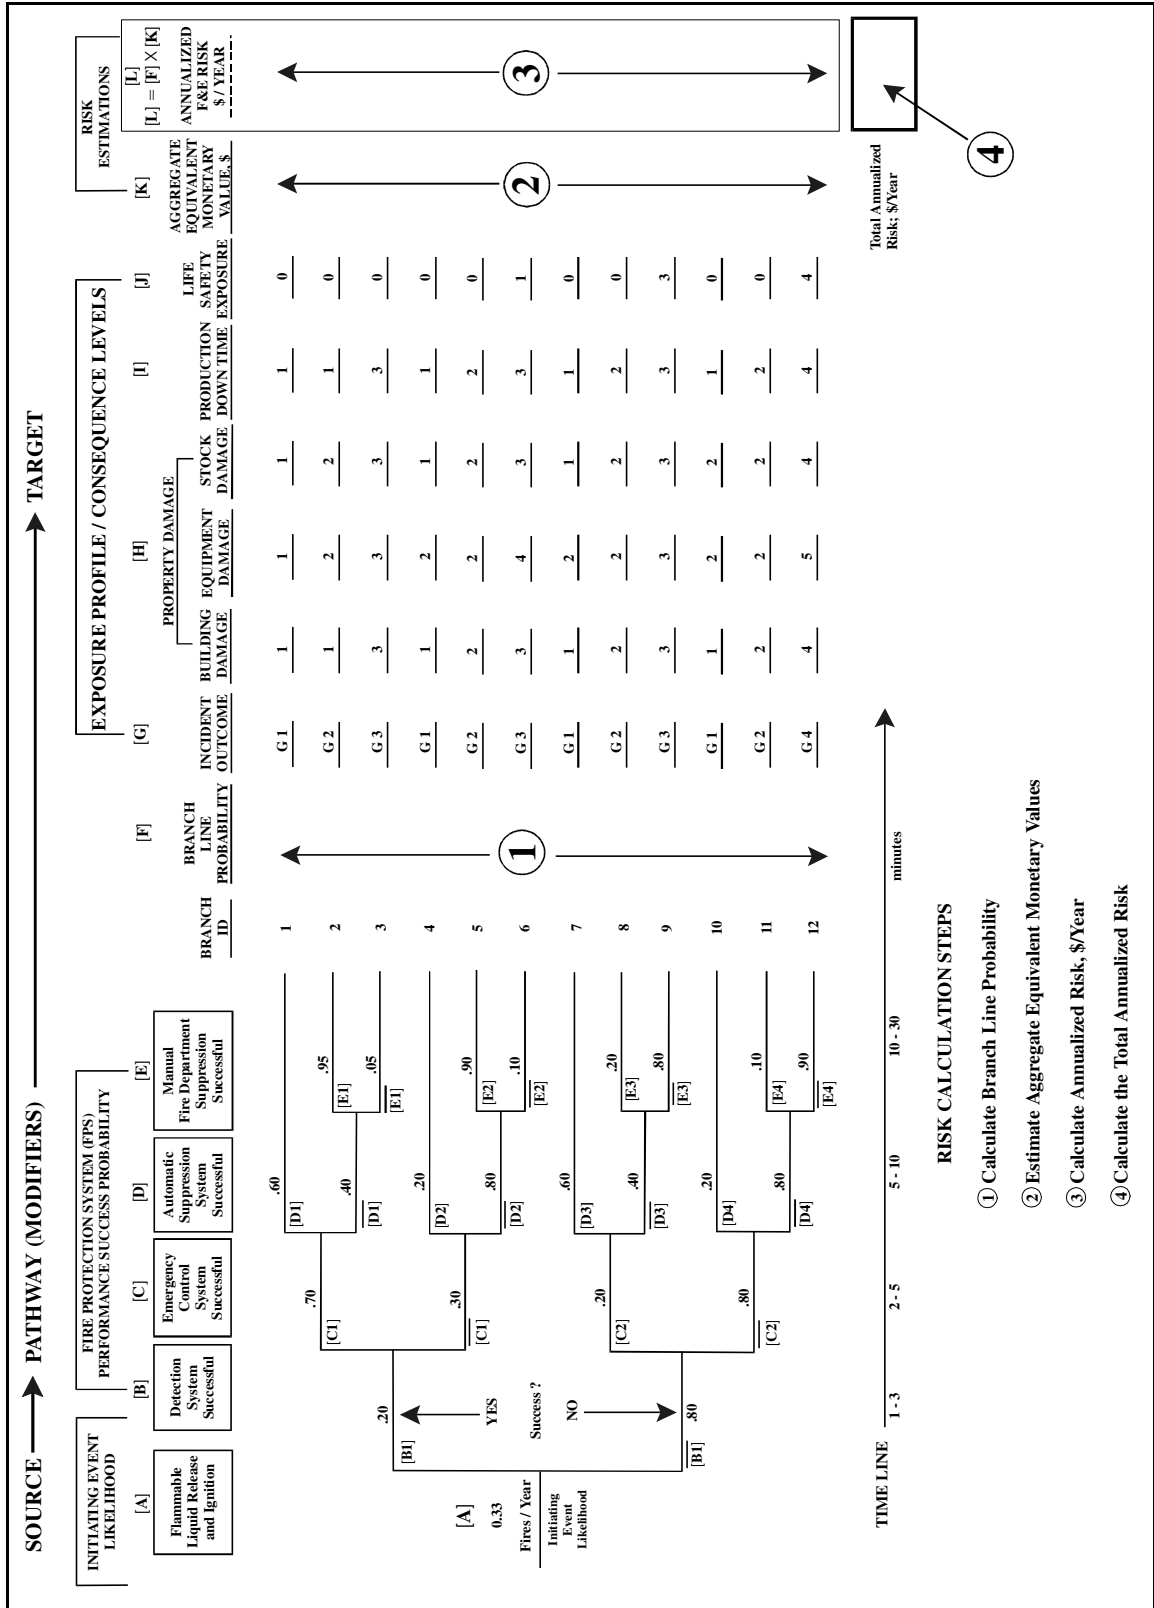 SOURCE PATHWAY (MODIFIERS) TARGET
INITIATING EVENT
LIKELIHOOD
FIRE PROTECTION SYSTEM (FPS)
PERFORMANCE SUCCESS PROBABILITY
EXPOSURE PROFILE / CONSEQUENCE LEVELS
RISK
ESTIMATIONS
[A]
[B]
[C]
[D]
[E]
[F]
[G]
[H]
[I]
[J]
[K]
[L]
[L] = [F] X [K]
Flammable
Liquid Release
and Ignition
Detection
System
Successful
Emergency
Control
System
Successful
Automatic
Suppression
System
Successful
Manual
Fire Department
Suppression
Successful
BRANCH
ID
BRANCH
LINE
PROBABILITY
INCIDENT
OUTCOME
PROPERTY DAMAGE
BUILDING
DAMAGE
EQUIPMENT
DAMAGE
STOCK
DAMAGE
PRODUCTION
DOWN TIME
LIFE
SAFETY
EXPOSURE
AGGREGATE
EQUIVALENT
MONETARY
VALUE, $
ANNUALIZED
F&E RISK
$ / YEAR
[A]
0.33
Fires / Year
Initiating
Event
Likelihood
[B1]
.20
YES
Success ?
NO
[B1]
.80
[C1]
.70
[C1]
.30
[C2]
.20
[C2]
.80
[D1]
.60
[D1]
.40
[D2]
.20
[D2]
.80
[D3]
.60
[D3]
.40
[D4]
.20
[D4]
.80
[E1]
.95
[E1]
.05
[E2]
.90
[E2]
.10
[E3]
.20
[E3]
.80
[E4]
.10
[E4]
.90
1 G 1 1 1 1 1 0
2 G 2 1 2 2 1 0
3 G 3 3 3 3 3 0
4 G 1 1 2 1 1 0
5 G 2 2 2 2 2 0
6 G 3 3 4 3 3 1
7 G 1 1 2 1 1 0
8 G 2 2 2 2 2 0
9 G 3 3 3 3 3 3
10 G 1 1 2 2 1 0
11 G 2 2 2 2 2 0
12 G 4 4 5 4 4 4
1
2
3
TIME LINE
1 - 3
2 - 5
5 - 10
10 - 30
minutes
Total Annualized
Risk; $/Year
4
RISK CALCULATION STEPS
1 Calculate Branch Line Probability
2 Estimate Aggregate Equivalent Monetary Values
3 Calculate Annualized Risk, $/Year
4 Calculate the Total Annualized Risk